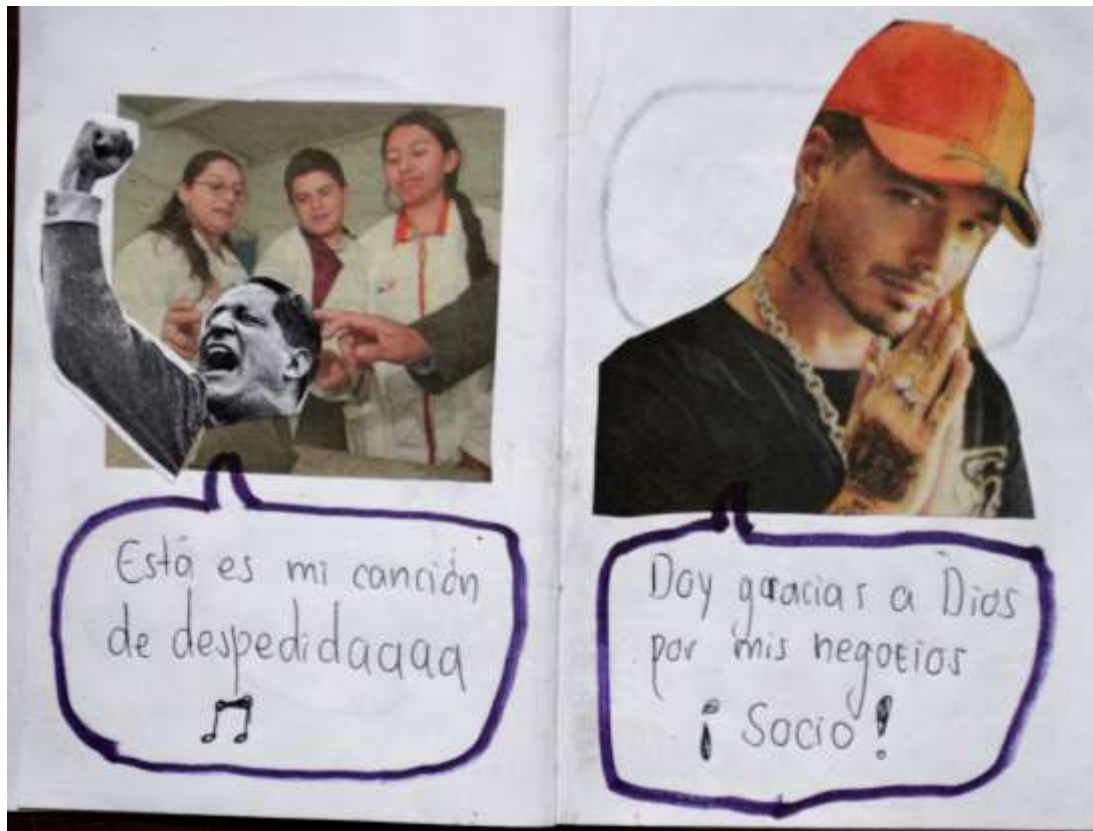 Está es mi canción
de despedidaaaa
Doy gracias a Dios
por mis negocios
¡Socio!